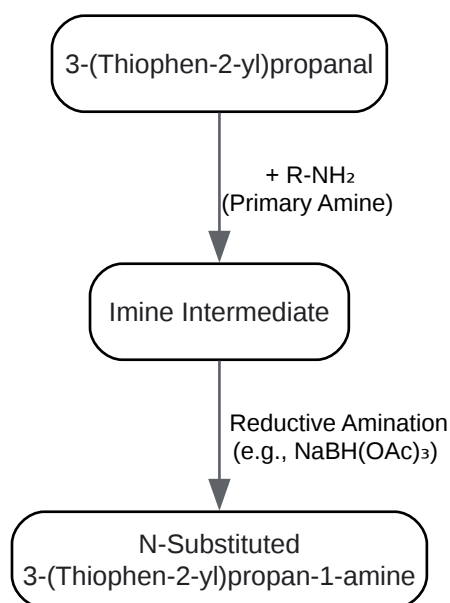 3-(Thiophen-2-yl)propanal
+ R-NH₂
(Primary Amine)
Imine Intermediate
Reductive Amination
(e.g., NaBH(OAc)₃)
N-Substituted
3-(Thiophen-2-yl)propan-1-amine